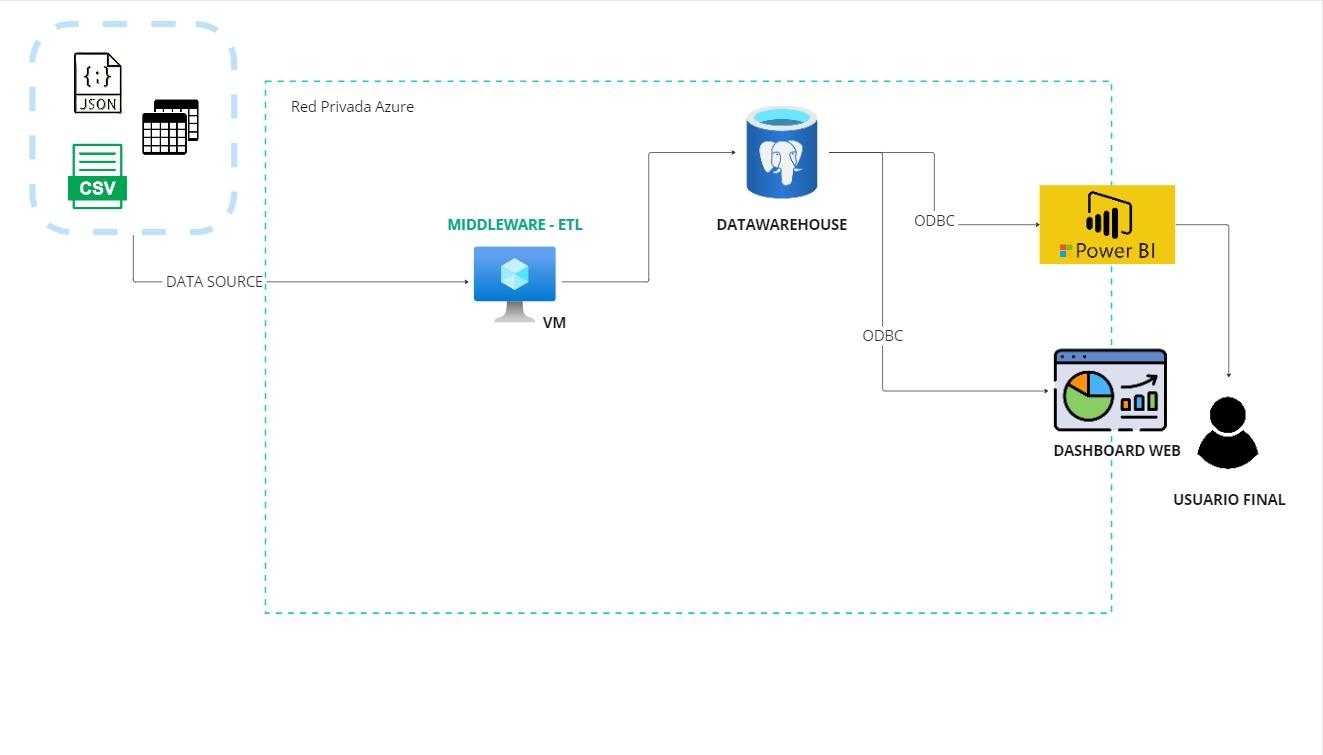 {;}
JSON
CSV
Red Privada Azure
DATA SOURCE
MIDDLEWARE - ETL
VM
DATAWAREHOUSE
ODBC
Power BI
ODBC
DASHBOARD WEB
USUARIO FINAL